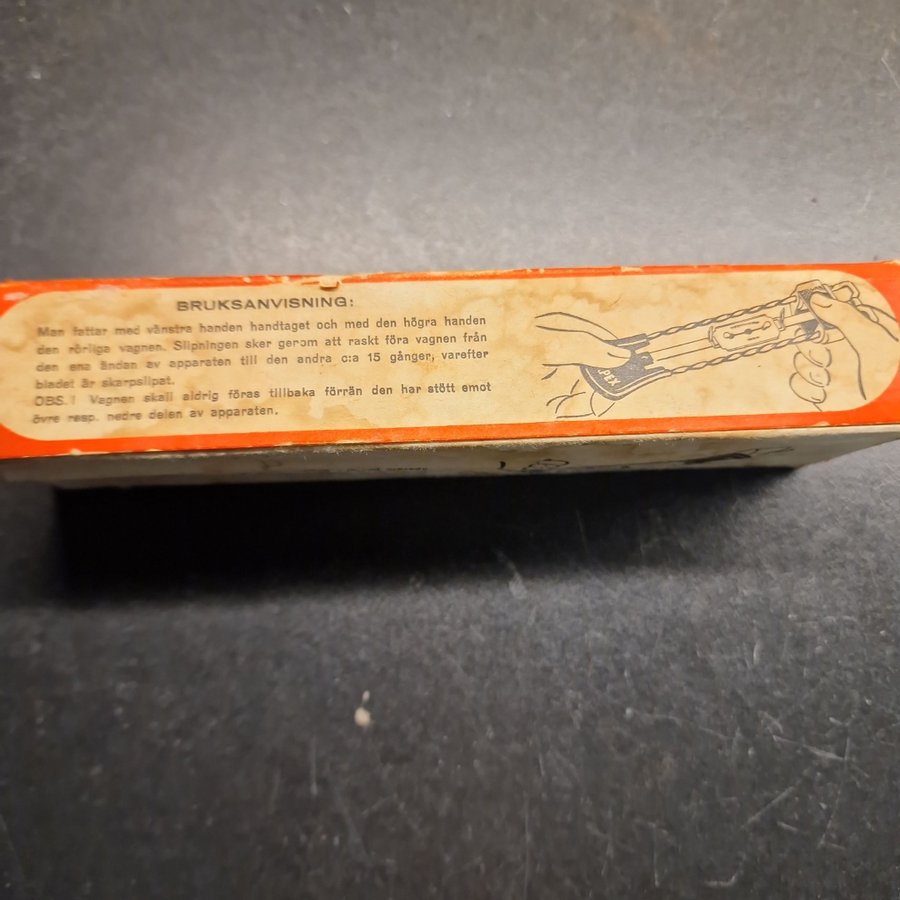 BRUKSANVISNING:
Man fattar med vänstra handen handtaget och med den högra handen
den rörliga vagnen. Slipningen sker genom att raskt föra vagnen från
den ena ändan av apparaten till den andra c:a 15 gånger, varefter
bladet är skarpslipat.
OBS.! Vagnen skall aldrig föras tillbaka förrän den har stött emot
övre resp. nedre delen av apparaten.
PEX